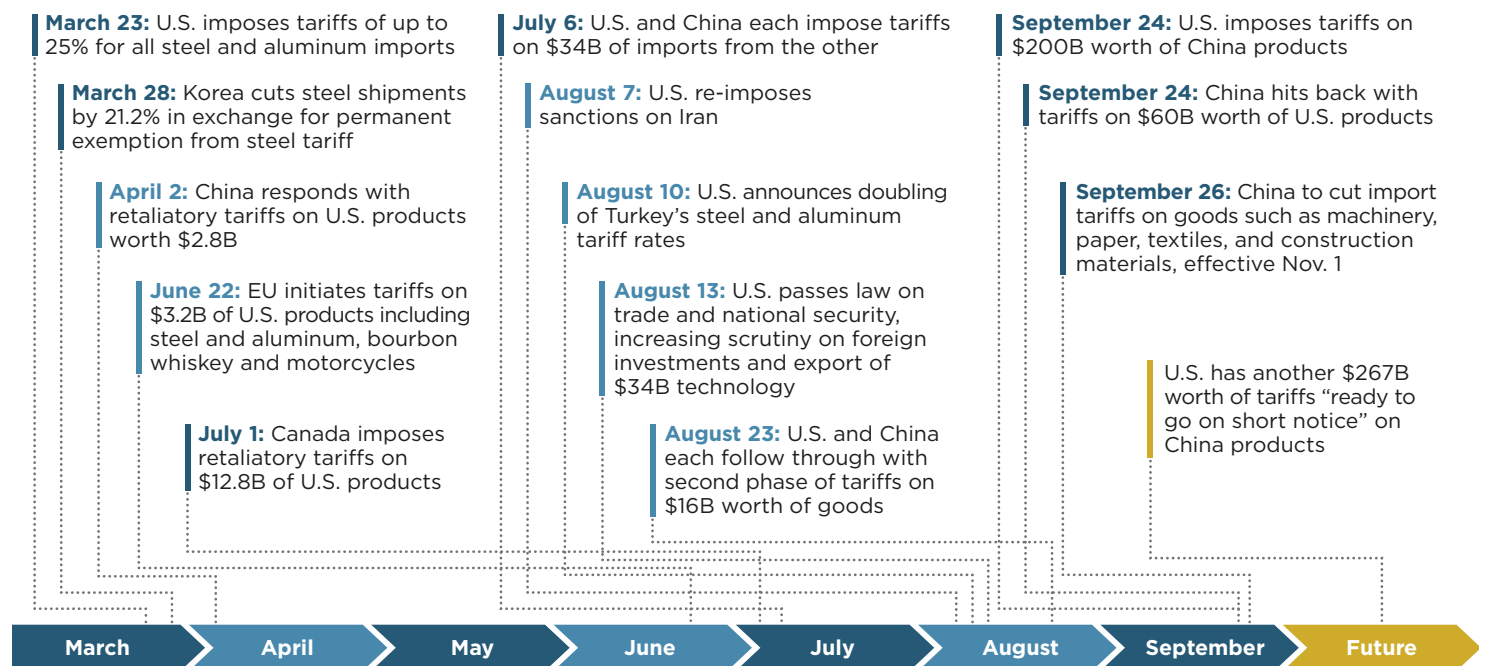 March 23: U.S. imposes tariffs of up to
25% for all steel and aluminum imports
March 28: Korea cuts steel shipments
by 21.2% in exchange for permanent
exemption from steel tariff
April 2: China responds with
retaliatory tariffs on U.S. products
worth $2.8B
June 22: EU initiates tariffs on
$3.2B of U.S. products including
steel and aluminum, bourbon
whiskey and motorcycles
July 1: Canada imposes
retaliatory tariffs on
$12.8B of U.S. products
July 6: U.S. and China each impose tariffs
on $34B of imports from the other
August 7: U.S. re-imposes
sanctions on Iran
August 10: U.S. announces doubling
of Turkey’s steel and aluminum
tariff rates
August 13: U.S. passes law on
trade and national security,
increasing scrutiny on foreign
investments and export of
$34B technology
August 23: U.S. and China
each follow through with
second phase of tariffs on
$16B worth of goods
September 24: U.S. imposes tariffs on
$200B worth of China products
September 24: China hits back with
tariffs on $60B worth of U.S. products
September 26: China to cut import
tariffs on goods such as machinery,
paper, textiles, and construction
materials, effective Nov. 1
U.S. has another $267B
worth of tariffs “ready to
go on short notice” on
China products
March April May June July August September Future